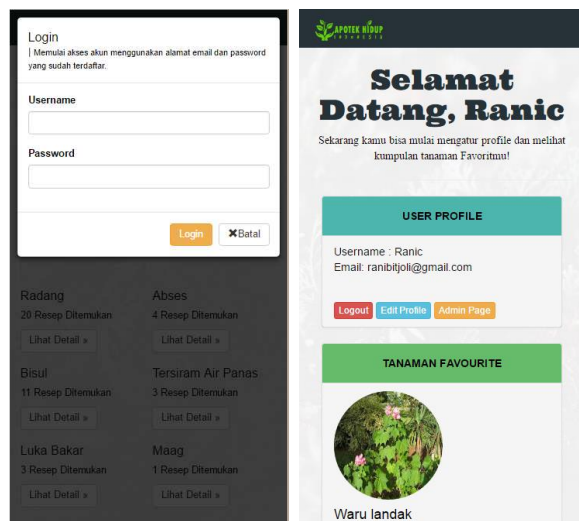 Login
| Memulai akses akun menggunakan alamat email dan password
yang sudah terdaftar.
Username
Password
Login ✖Batal
Radang
20 Resep Ditemukan
Lihat Detail »
Abses
4 Resep Ditemukan
Lihat Detail »
Bisul
11 Resep Ditemukan
Lihat Detail »
Tersiram Air Panas
3 Resep Ditemukan
Lihat Detail »
Luka Bakar
3 Resep Ditemukan
Lihat Detail »
Maag
1 Resep Ditemukan
Lihat Detail »
APOTEK HIDUP
INDONESIA
Selamat
Datang, Ranic
Sekarang kamu bisa mulai mengatur profile dan melihat
kumpulan tanaman Favoritmu!
USER PROFILE
Username : Ranic
Email: ranibitjoli@gmail.com
Logout Edit Profile Admin Page
TANAMAN FAVOURITE
Waru landak